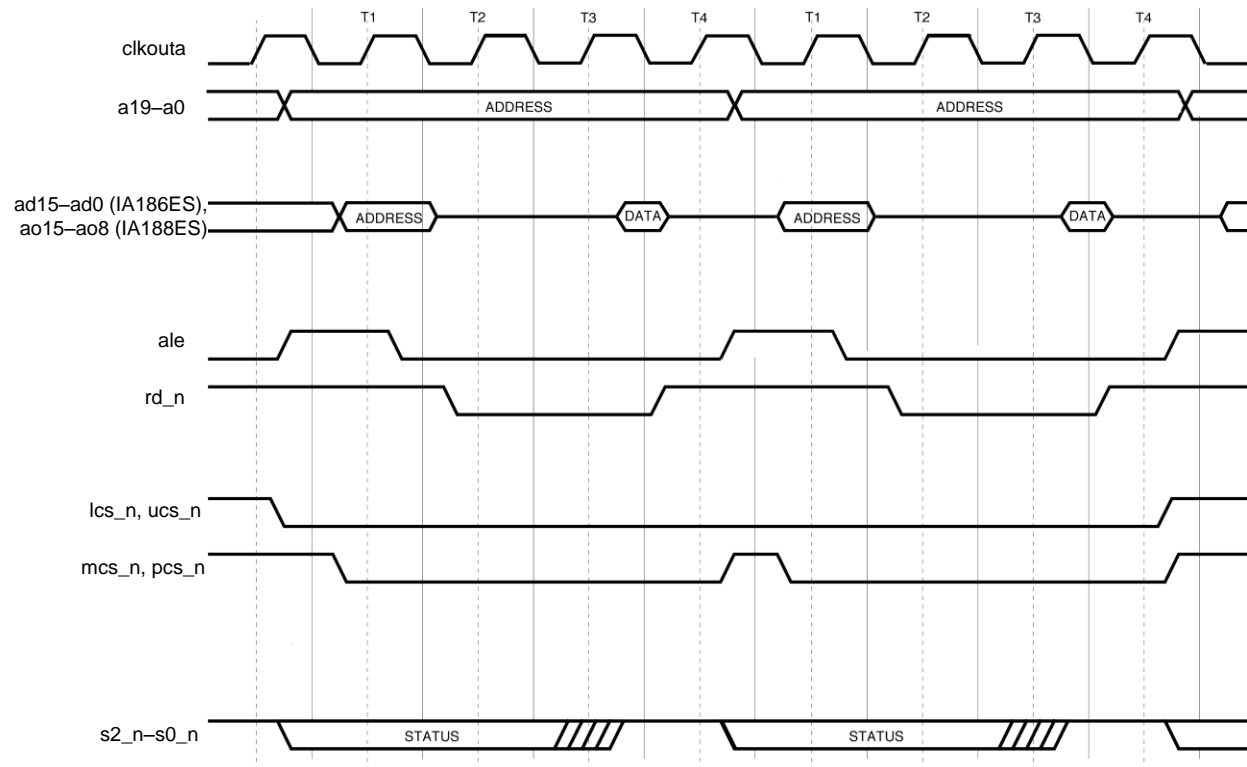 T1 T2 T3 T4 T1 T2 T3 T4
clkouta
a19–a0 ADDRESS ADDRESS
ad15–ad0 (IA186ES),
ao15–ao8 (IA188ES)
ADDRESS DATA ADDRESS DATA
ale
rd_n
lcs_n, ucs_n
mcs_n, pcs_n
s2_n–s0_n STATUS STATUS